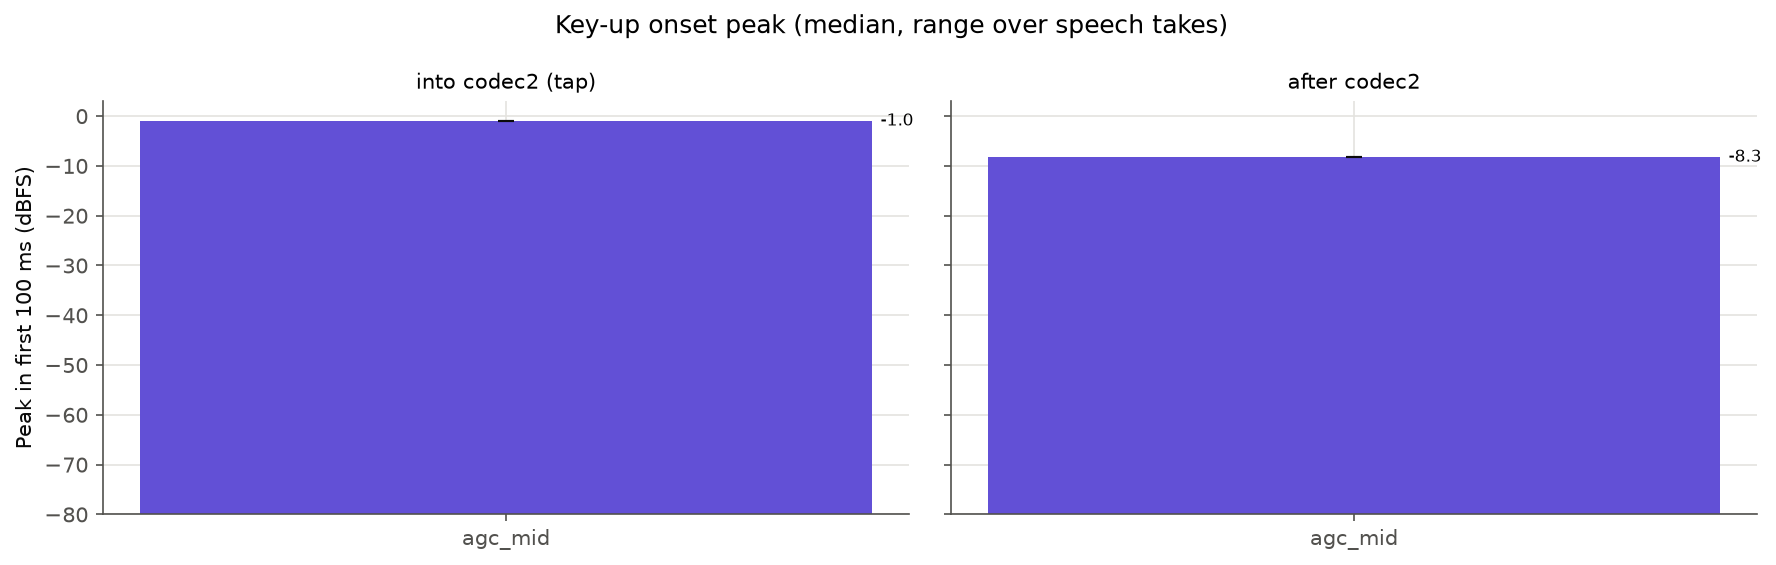 Key-up onset peak (median, range over speech takes)
into codec2 (tap)
after codec2
Peak in first 100 ms (dBFS)
0
−10
−20
−30
−40
−50
−60
−70
−80
-1.0
-8.3
agc_mid
agc_mid